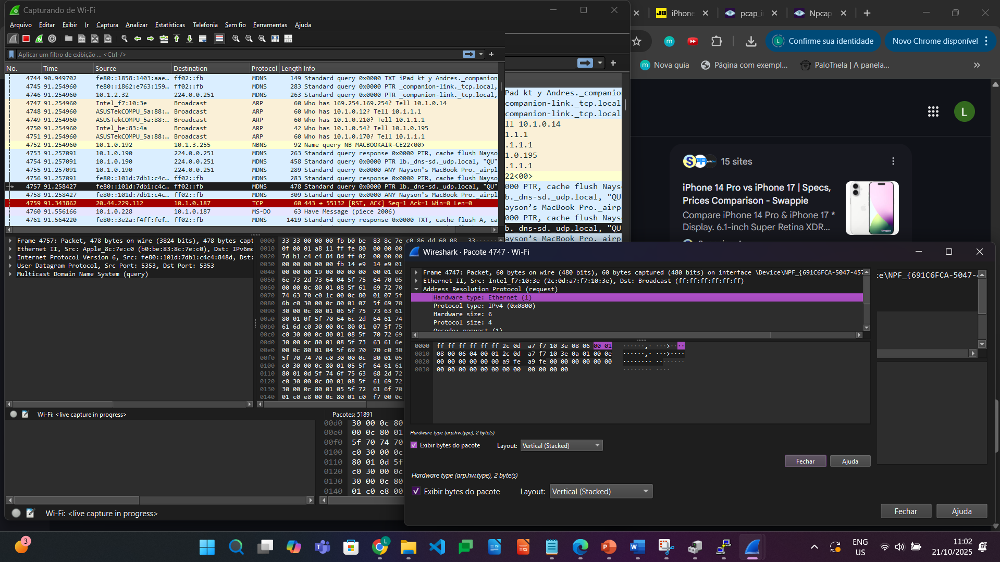 Capturando de Wi-Fi
Arquivo Editar Exibir Ir Captura Analizar Estatísticas Telefonia Sem fio Ferramentas Ajuda
Aplicar um filtro de exibição ... <Ctrl-/>
No. Time Source Destination Protocol Length Info
4744 90.949702 fe80::1858:1403:aae... ff02::fb MDNS 149 Standard query 0x0000 TXT iPad kt y Andres._companion
4745 91.254960 fe80::1862:e763:159... ff02::fb MDNS 283 Standard query 0x0000 PTR _companion-link._tcp.local,
4746 91.254960 10.1.2.32 224.0.0.251 MDNS 263 Standard query 0x0000 PTR _companion-link._tcp.local,
4747 91.254960 Intel_f7:10:3e Broadcast ARP 60 Who has 169.254.169.254? Tell 10.1.0.14
4748 91.254960 ASUSTekCOMPU_5a:88:... Broadcast ARP 60 Who has 10.1.0.12? Tell 10.1.1.1
4749 91.254960 ASUSTekCOMPU_5a:88:... Broadcast ARP 60 Who has 10.1.0.210? Tell 10.1.1.1
4750 91.254960 Intel_be:83:4a Broadcast ARP 42 Who has 10.1.0.54? Tell 10.1.0.195
4751 91.254960 ASUSTekCOMPU_5a:88:... Broadcast ARP 60 Who has 10.1.0.170? Tell 10.1.1.1
4752 91.254960 10.1.0.192 10.1.3.255 NBNS 92 Name query NB MACBOOKAIR-CE22<00>
4753 91.257091 10.1.0.190 224.0.0.251 MDNS 263 Standard query response 0x0000 PTR, cache flush Nayson
4754 91.257091 10.1.0.190 224.0.0.251 MDNS 458 Standard query 0x0000 PTR lb._dns-sd._udp.local, "QU"
4755 91.257091 10.1.0.190 224.0.0.251 MDNS 289 Standard query 0x0000 ANY Nayson’s MacBook Pro._airpl
4756 91.257091 fe80::101d:7db1:c4c... ff02::fb MDNS 283 Standard query response 0x0000 PTR, cache flush Nayson
4757 91.258427 fe80::101d:7db1:c4c... ff02::fb MDNS 478 Standard query 0x0000 PTR lb._dns-sd._udp.local, "QU"
4758 91.258427 fe80::101d:7db1:c4c... ff02::fb MDNS 309 Standard query 0x0000 ANY Nayson’s MacBook Pro._airpl
4759 91.343862 20.44.229.112 10.1.0.187 TCP 60 443 → 55132 [RST, ACK] Seq=1 Ack=1 Win=0 Len=0
4760 91.556166 10.1.0.228 10.1.0.187 MS-DO 63 Have Message (piece 2006)
4761 91.564220 fe80::3e2a:f4ff:fef... ff02::fb MDNS 1419 Standard query response 0x0000 TXT, cache flush A, cac
Frame 4757: Packet, 478 bytes on wire (3824 bits), 478 bytes capt
Ethernet II, Src: Apple_8c:7e:c0 (b0:be:83:8c:7e:c0), Dst: IPv6mc
Internet Protocol Version 6, Src: fe80::101d:7db1:c4c4:848d, Dst:
User Datagram Protocol, Src Port: 5353, Dst Port: 5353
Multicast Domain Name System (query)
0000 33 33 00 00 00 fb b0 be 83 8c 7e c0 86 dd 60 08 33
0010 0f 00 01 a8 11 ff fe 80 00 00 00
0020 7d b1 c4 c4 84 8d ff 02 00 00 00
0030 00 00 00 00 00 fb 14 e9 14 e9 01
0040 00 00 00 19 00 00 00 00 00 01 02
0050 6e 73 2d 73 64 04 5f 75 64 70 05
0060 00 00 0c 80 01 08 5f 61 69 72 70
0070 74 63 70 c0 1c 00 0c 80 01 07 5f
0080 6b c0 30 00 0c 80 01 07 5f 69 70
0090 30 00 0c 80 01 06 5f 75 73 63 61
00a0 80 01 0f 5f 70 64 6c 2d 64 61 74
00b0 61 6d c0 30 00 0c 80 01 07 5f 75
00c0 c0 30 00 0c 80 01 08 5f 70 72 69
00d0 30 00 0c 80 01 08 5f 73 63 61 6e
00e0 00 0c 80 01 04 5f 69 70 70 c0 30
00f0 5f 70 74 70 c0 30 00 0c 80 01 05
0100 c0 30 00 0c 80 01 05 5f 64 61 61
0110 80 01 0d 5f 74 6f 75 63 68 2d 72
0120 c0 30 00 0c 80 01 08 5f 61 69 72
0130 30 00 0c 80 01 05 5f 72 61 6f 70
0140 01 c0 e8 00 0c 80 01 c0 f7 00 0c
Wi-Fi: <live capture in progress> Pacotes: 51891
00d0 30 00 0c 80
00e0 00 0c 80 01
00f0 5f 70 74 70
0100 c0 30 00 0c
0110 80 01 0d 5f
0120 c0 30 00 0c
0130 30 00 0c 80
0140 01 c0 e8 00
Wi-Fi: <live capture in progress>
Pad kt y Andres._companio
companion-link._tcp.local
companion-link._tcp.local
ll 10.1.0.14
1.1.1
.1.1.1
1.0.195
.1.1.1
22<00>
000 PTR, cache flush Nays
b._dns-sd._udp.local, "QU
ayson’s MacBook Pro._airp
000 PTR, cache flush Nays
b._dns-sd._udp.local, "QU
ayson’s MacBook Pro._airp
iPhone
pcap_i
Npcap
m
Confirme sua identidade
Novo Chrome disponível
m Nova guia Página com exempl... PaloTnela | A panela...
L
15 sites
iPhone 14 Pro vs iPhone 17 | Specs,
Prices Comparison - Swappie
Compare iPhone 14 Pro & iPhone 17 *
Display. 6.1-inch Super Retina XDR...
Wireshark · Pacote 4747 · Wi-Fi
Frame 4747: Packet, 60 bytes on wire (480 bits), 60 bytes captured (480 bits) on interface \Device\NPF_{691C6FCA-5047-457
Ethernet II, Src: Intel_f7:10:3e (2c:0d:a7:f7:10:3e), Dst: Broadcast (ff:ff:ff:ff:ff:ff)
Address Resolution Protocol (request)
Hardware type: Ethernet (1)
Protocol type: IPv4 (0x0800)
Hardware size: 6
Protocol size: 4
Opcode: request (1)
e\NPF_{691C6FCA-5047-
0000 ff ff ff ff ff ff 2c 0d a7 f7 10 3e 08 06 00 01 ······,· ···>····
0010 08 00 06 04 00 01 2c 0d a7 f7 10 3e 0a 01 00 0e ······,· ···>····
0020 00 00 00 00 00 00 a9 fe a9 fe 00 00 00 00 00 00 ········ ········
0030 00 00 00 00 00 00 00 00 00 00 00 00 ········ ····
Hardware type (arp.hw.type), 2 byte(s)
Exibir bytes do pacote Layout: Vertical (Stacked)
Fechar Ajuda
Hardware type (arp.hw.type), 2 byte(s)
Exibir bytes do pacote Layout: Vertical (Stacked)
Fechar Ajuda
3
L
ENG
US
11:02
21/10/2025